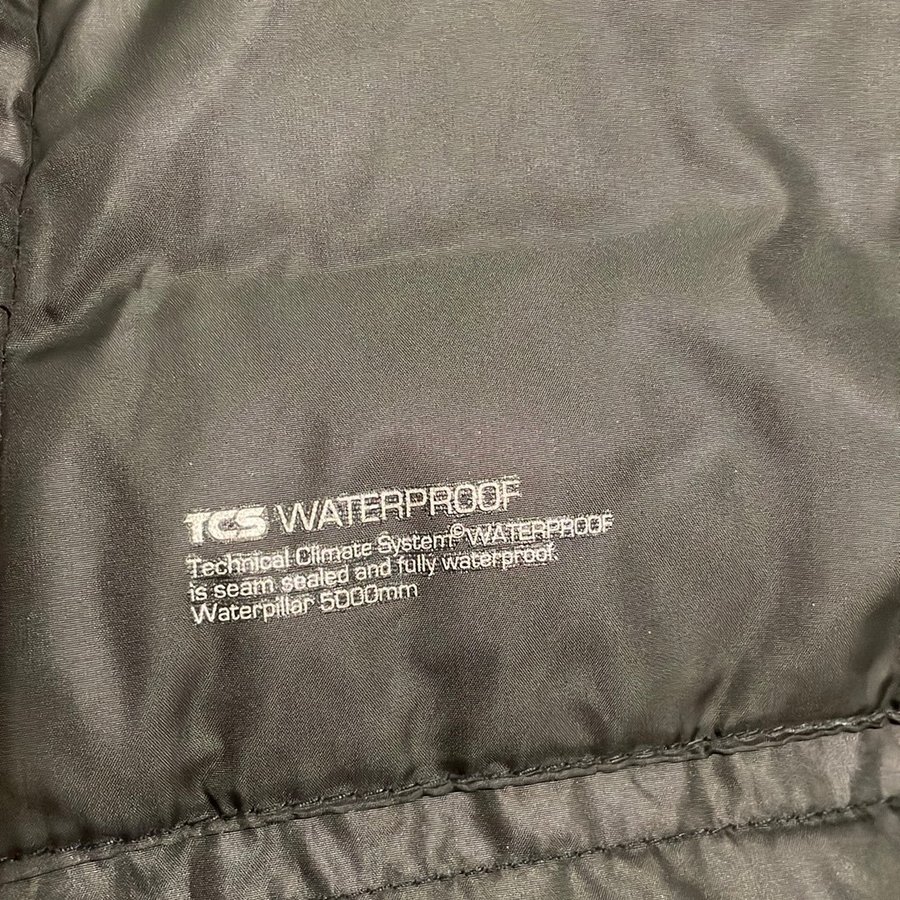 TCS WATERPROOF
Technical Climate System© WATERPROOF
is seam sealed and fully waterproof.
Waterpillar 5000mm